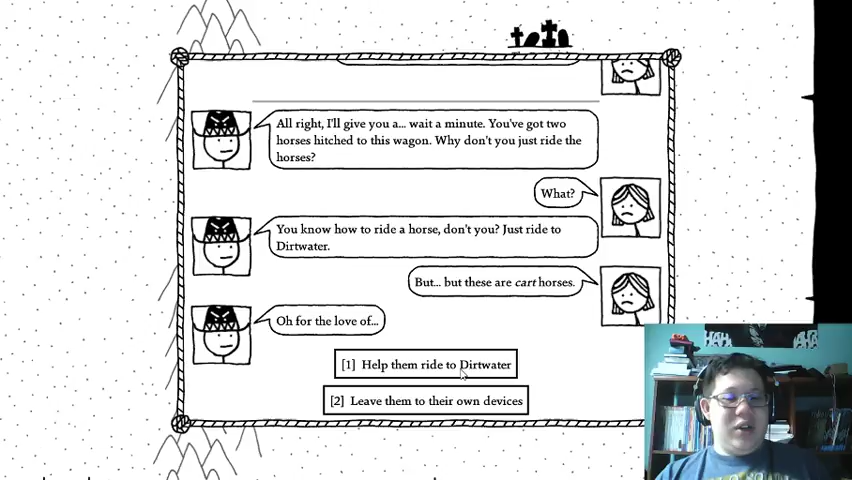 All right, I'll give you a... wait a minute. You've got two
horses hitched to this wagon. Why don't you just ride the
horses?
What?
You know how to ride a horse, don't you? Just ride to
Dirtwater.
But... but these are cart horses.
Oh for the love of...
[1] Help them ride to Dirtwater
[2] Leave them to their own devices
HAHA
HA